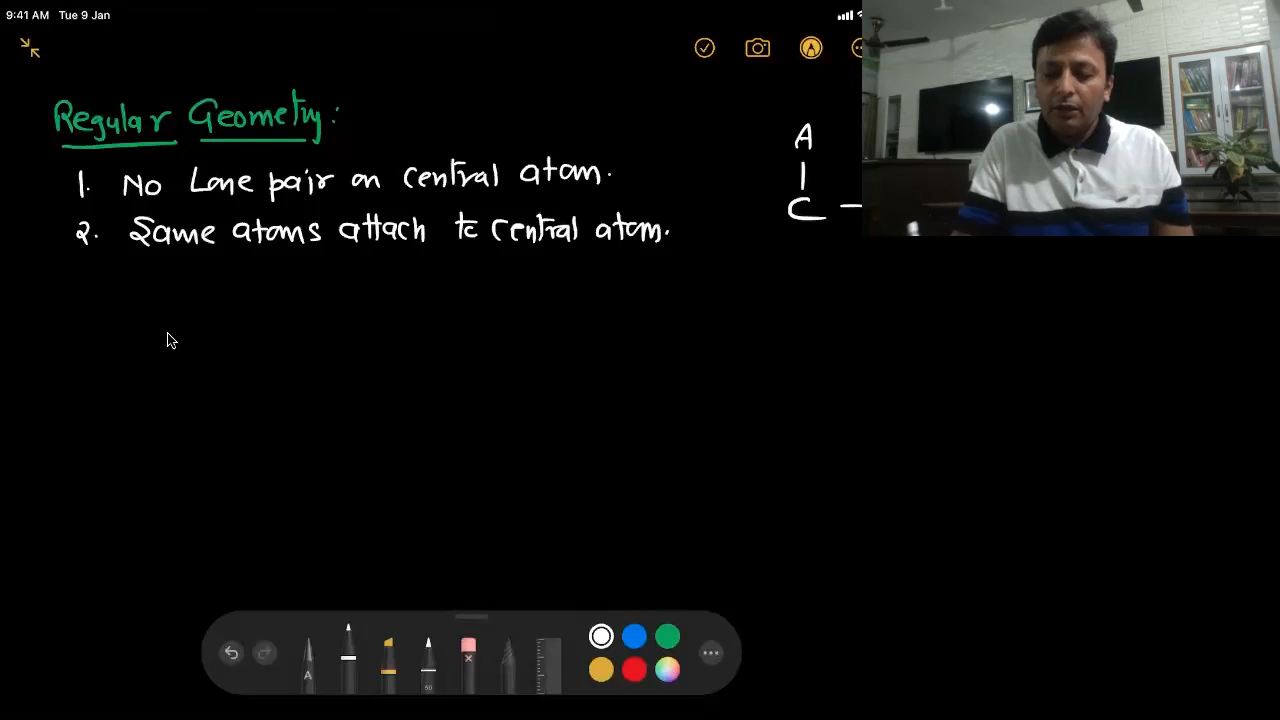 9:41 AM Tue 9 Jan
Regular Geometry:
1. No Lone pair on central atom.
2. Same atoms attach to central atom.
A
C
A
50